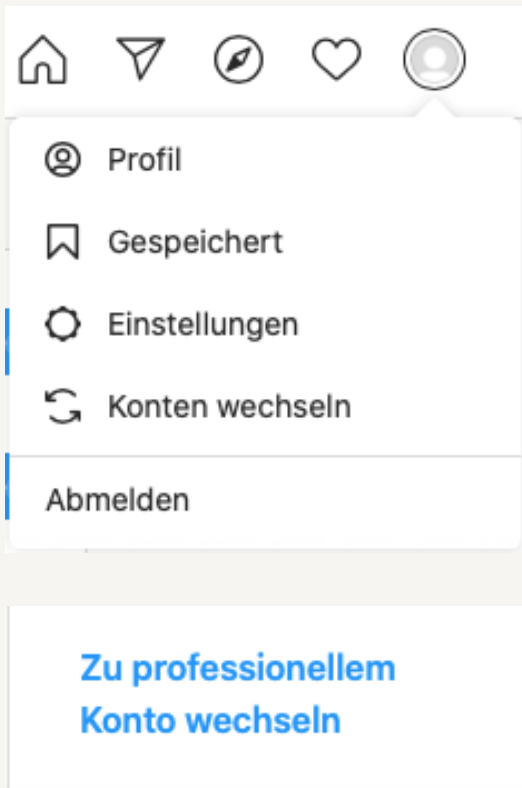 Profil
Gespeichert
Einstellungen
Konten wechseln
Abmelden
Zu professionellem
Konto wechseln